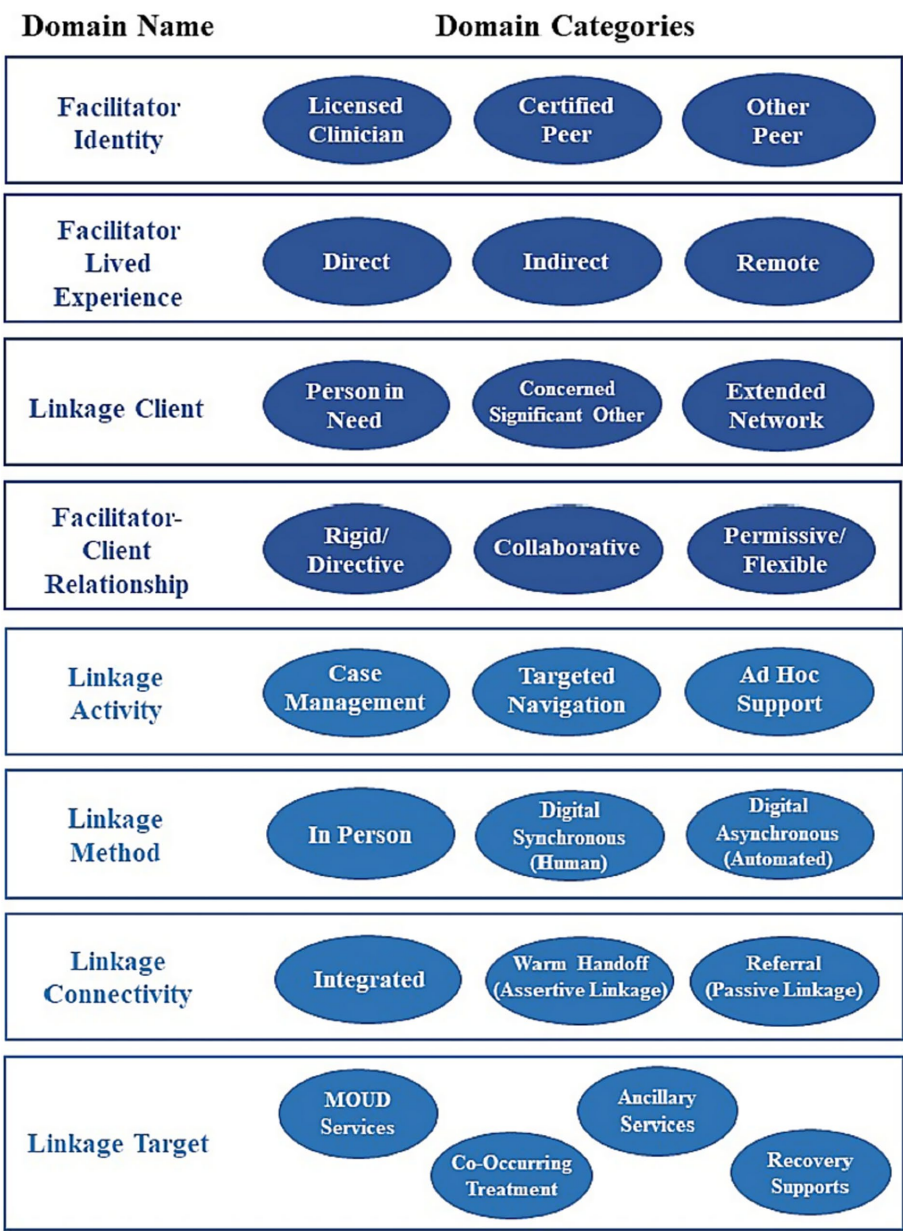 Domain Name
Domain Categories
Facilitator
Identity
Licensed
Clinician
Certified
Peer
Other
Peer
Facilitator
Lived
Experience
Direct
Indirect
Remote
Linkage Client
Person in
Need
Concerned
Significant Other
Extended
Network
Facilitator-
Client
Relationship
Rigid/
Directive
Collaborative
Permissive/
Flexible
Linkage
Activity
Case
Management
Targeted
Navigation
Ad Hoc
Support
Linkage
Method
In Person
Digital
Synchronous
(Human)
Digital
Asynchronous
(Automated)
Linkage
Connectivity
Integrated
Warm Handoff
(Assertive Linkage)
Referral
(Passive Linkage)
Linkage Target
MOUD
Services
Co-Occurring
Treatment
Ancillary
Services
Recovery
Supports